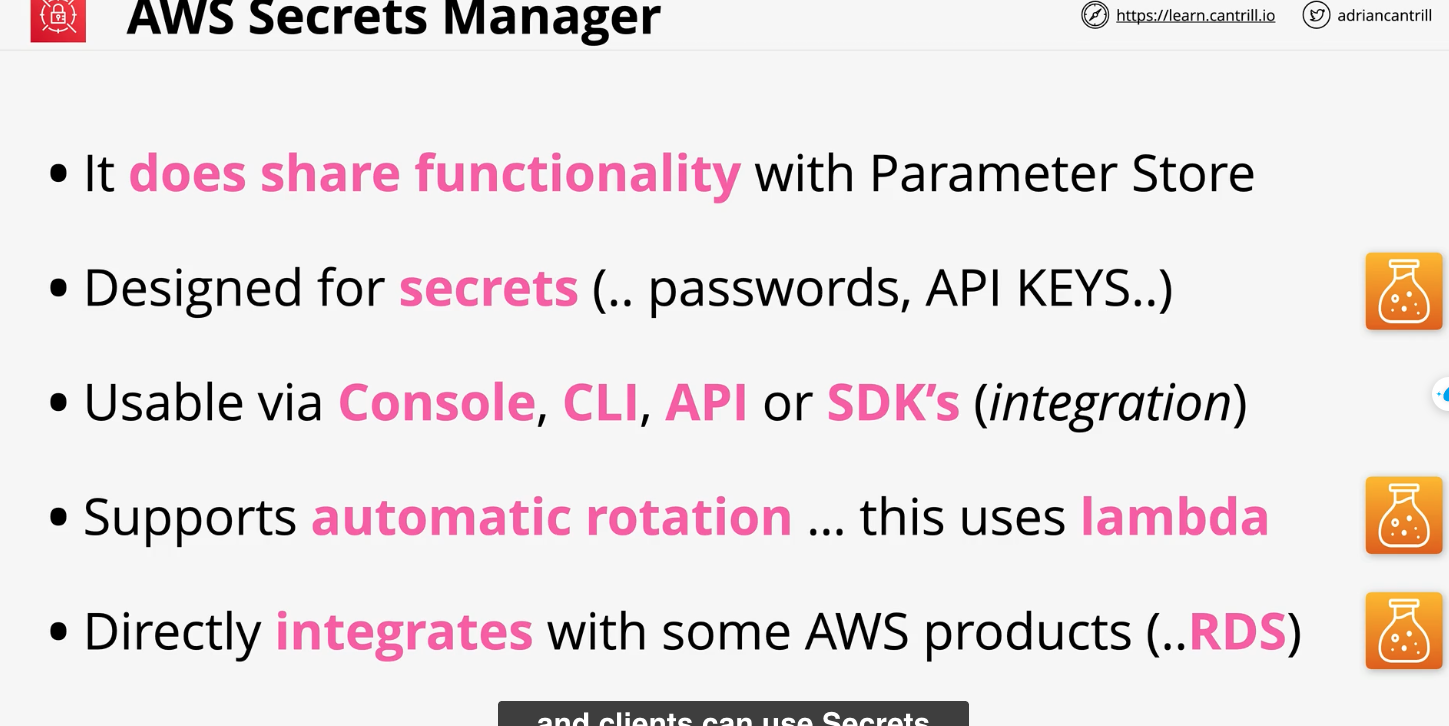 AWS Secrets Manager
https://learn.cantrill.io
adriancantrill
• It does share functionality with Parameter Store
• Designed for secrets (.. passwords, API KEYS..)
• Usable via Console, CLI, API or SDK’s (integration)
• Supports automatic rotation ... this uses lambda
• Directly integrates with some AWS products (..RDS)
and clients can use Secrets